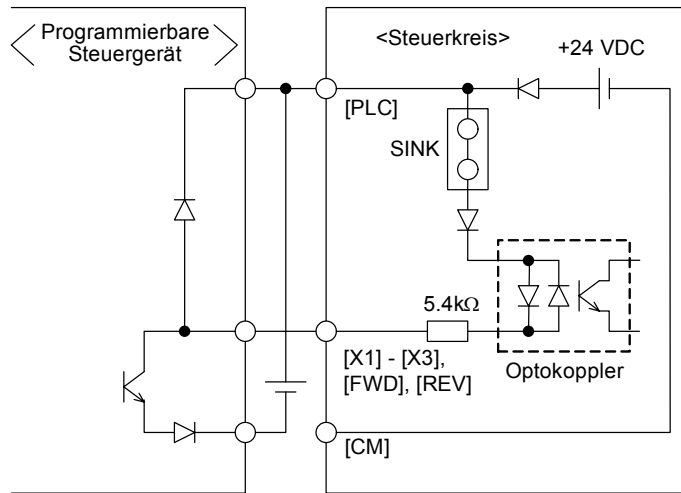 Programmierbare
Steuergerät
<Steuerkreis>
+24 VDC
[PLC]
SINK
5.4kΩ
[X1] - [X3],
[FWD], [REV]
Optokoppler
[CM]